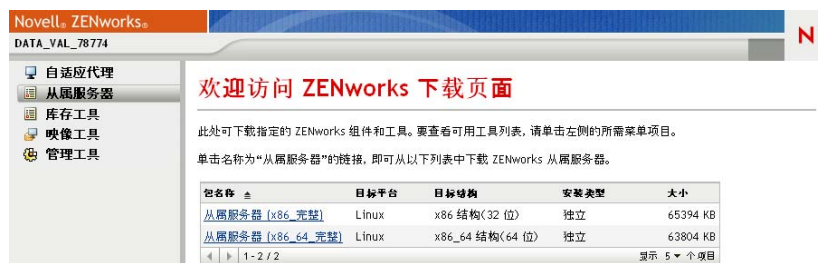 Novell® ZENworks®
DATA_VAL_78774
N
自适应代理
从属服务器
库存工具
映像工具
管理工具
欢迎访问 ZENworks 下载页面
此处可下载指定的 ZENworks 组件和工具。要查看可用工具列表, 请单击左侧的所需菜单项目。
单击名称为“从属服务器”的链接, 即可从以下列表中下载 ZENworks 从属服务器。
包名称 目标平台 目标结构 安装类型 大小
从属服务器 (x86_完整) Linux x86 结构(32 位) 独立 65394 KB
从属服务器 (x86_64_完整) Linux x86_64 结构(64 位) 独立 63804 KB
1 - 2 / 2 显示 5 个项目